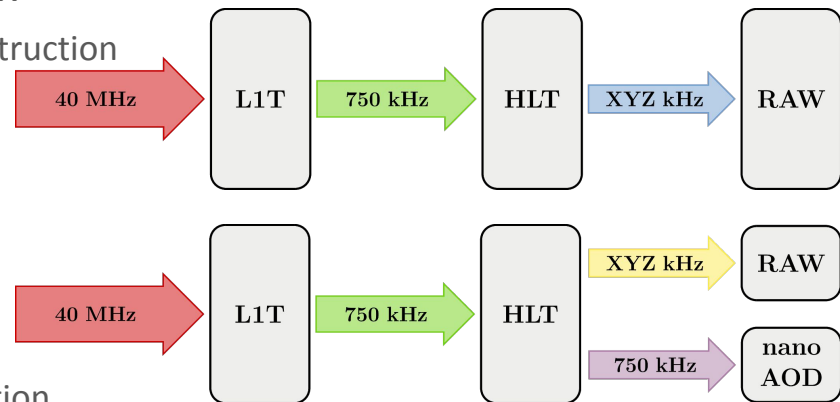 truction
40 MHz
L1T
750 kHz
HLT
XYZ kHz
RAW
40 MHz
L1T
750 kHz
HLT
XYZ kHz
RAW
750 kHz
nano
AOD
tion